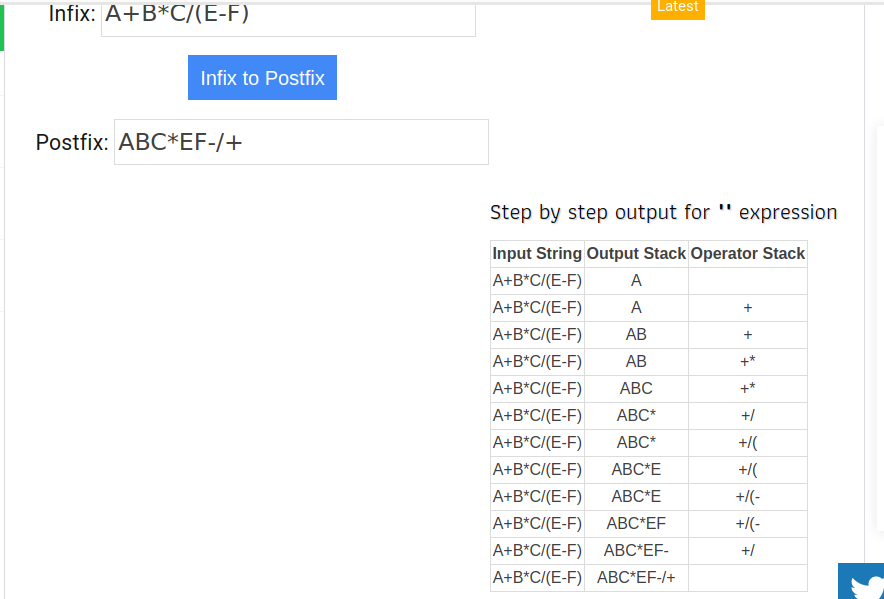 Latest
Infix: A+B*C/(E-F)
Infix to Postfix
Postfix: ABC*EF-/+
Step by step output for '' expression
Input String Output Stack Operator Stack
A+B*C/(E-F) A
A+B*C/(E-F) A +
A+B*C/(E-F) AB +
A+B*C/(E-F) AB +*
A+B*C/(E-F) ABC +*
A+B*C/(E-F) ABC* +/
A+B*C/(E-F) ABC* +/(
A+B*C/(E-F) ABC*E +/(
A+B*C/(E-F) ABC*E +/(-
A+B*C/(E-F) ABC*EF +/(-
A+B*C/(E-F) ABC*EF- +/
A+B*C/(E-F) ABC*EF-/+